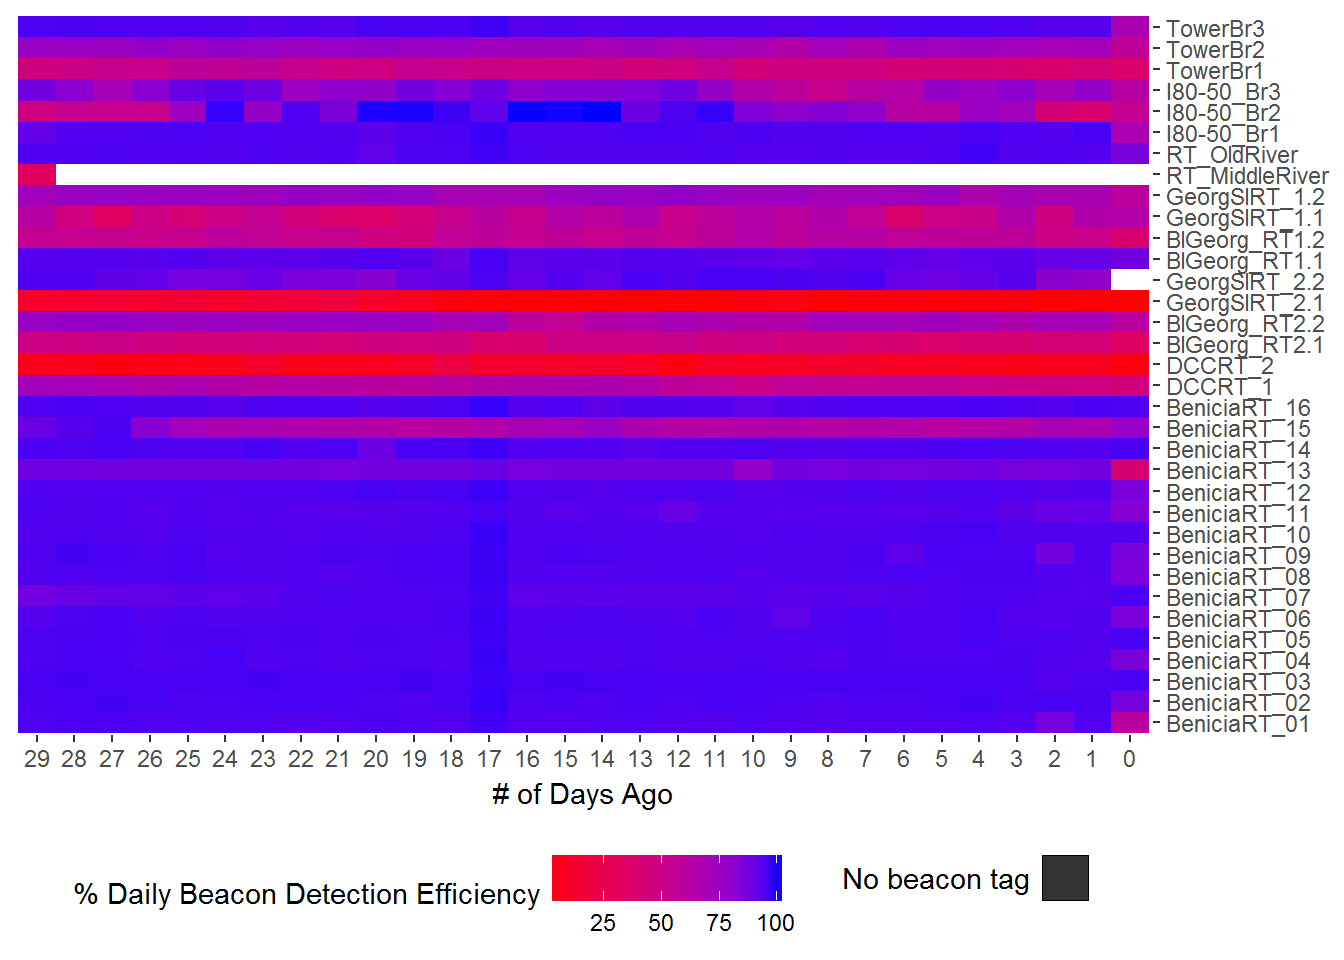 TowerBr3
TowerBr2
TowerBr1
I80-50_Br3
I80-50_Br2
I80-50_Br1
RT_OldRiver
RT_MiddleRiver
GeorgSlRT_1.2
GeorgSlRT_1.1
BlGeorg_RT1.2
BlGeorg_RT1.1
GeorgSlRT_2.2
GeorgSlRT_2.1
BlGeorg_RT2.2
BlGeorg_RT2.1
DCCRT_2
DCCRT_1
BeniciaRT_16
BeniciaRT_15
BeniciaRT_14
BeniciaRT_13
BeniciaRT_12
BeniciaRT_11
BeniciaRT_10
BeniciaRT_09
BeniciaRT_08
BeniciaRT_07
BeniciaRT_06
BeniciaRT_05
BeniciaRT_04
BeniciaRT_03
BeniciaRT_02
BeniciaRT_01
29 28 27 26 25 24 23 22 21 20 19 18 17 16 15 14 13 12 11 10 9 8 7 6 5 4 3 2 1 0
# of Days Ago
% Daily Beacon Detection Efficiency
25 50 75 100
No beacon tag